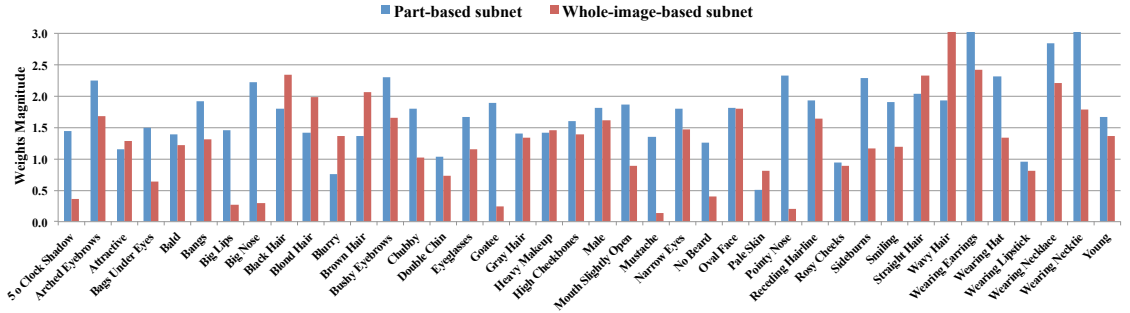 Part-based subnet Whole-image-based subnet
Weights Magnitude
3.0
2.5
2.0
1.5
1.0
0.5
0.0
5 o Clock Shadow
Arched Eyebrows
Attractive
Bags Under Eyes
Bald
Bangs
Big Lips
Big Nose
Black Hair
Blond Hair
Blurry
Brown Hair
Bushy Eyebrows
Chubby
Double Chin
Eyeglasses
Goatee
Gray Hair
Heavy Makeup
High Cheekbones
Male
Mouth Slightly Open
Mustache
Narrow Eyes
No Beard
Oval Face
Pale Skin
Pointy Nose
Receding Hairline
Rosy Cheeks
Sideburns
Smiling
Straight Hair
Wavy Hair
Wearing Earrings
Wearing Hat
Wearing Lipstick
Wearing Necklace
Wearing Necktie
Young